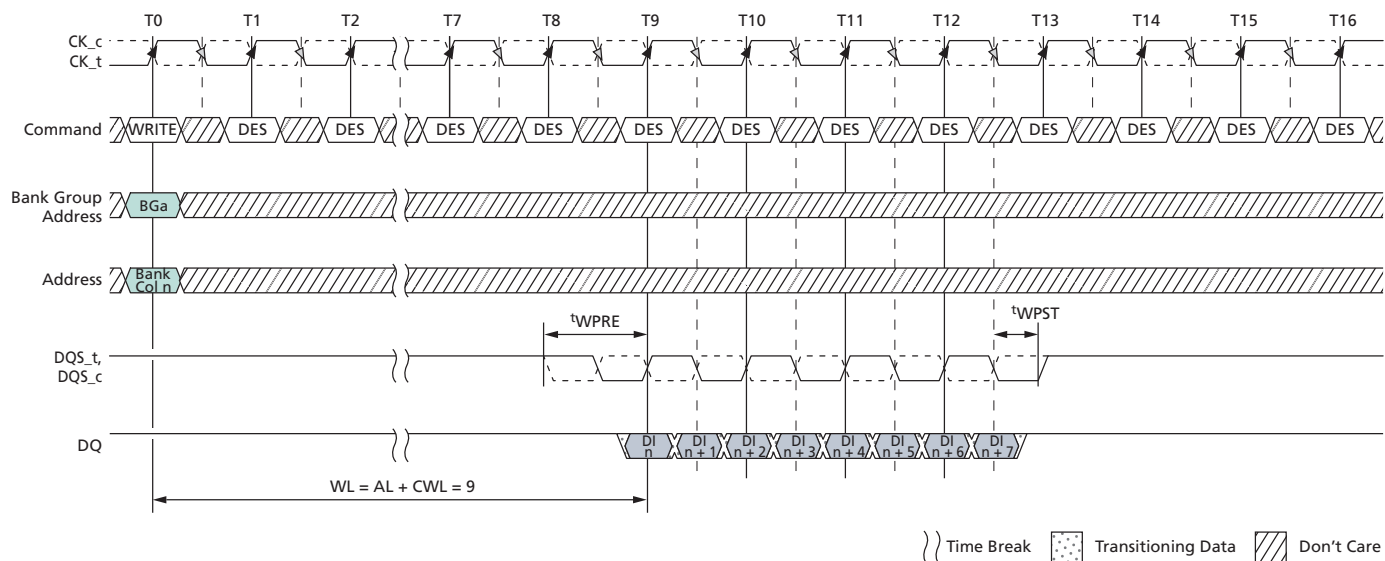 T0 T1 T2 T7 T8 T9 T10 T11 T12 T13 T14 T15 T16
CK_c
CK_t
Command WRITE DES DES DES DES DES DES DES DES DES DES DES DES
Bank Group
Address
BGa
Address
Bank
Col n
tWPRE
tWPST
DQS_t,
DQS_c
DQ
DI
n
DI
n + 1
DI
n + 2
DI
n + 3
DI
n + 4
DI
n + 5
DI
n + 6
DI
n + 7
WL = AL + CWL = 9
Time Break Transitioning Data Don't Care